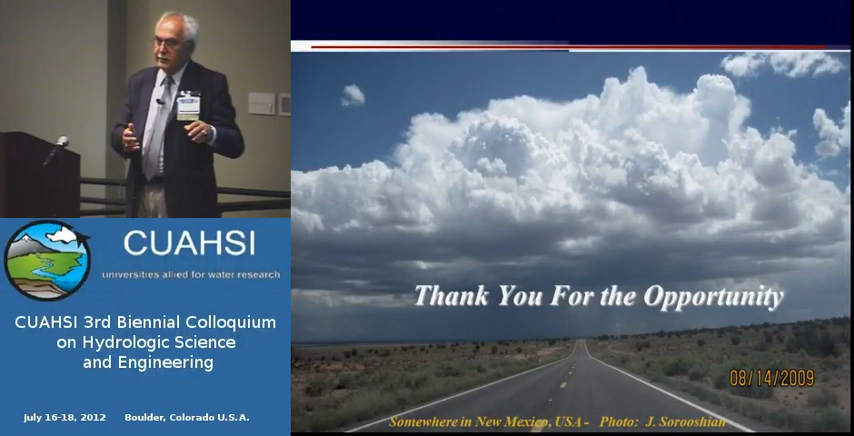 CUAHSI
universities allied for water research
CUAHSI 3rd Biennial Colloquium
on Hydrologic Science
and Engineering
July 16-18, 2012 Boulder, Colorado U.S.A.
Thank You For the Opportunity
08/14/2009
Somewhere in New Mexico, USA - Photo: J. Sorooshian